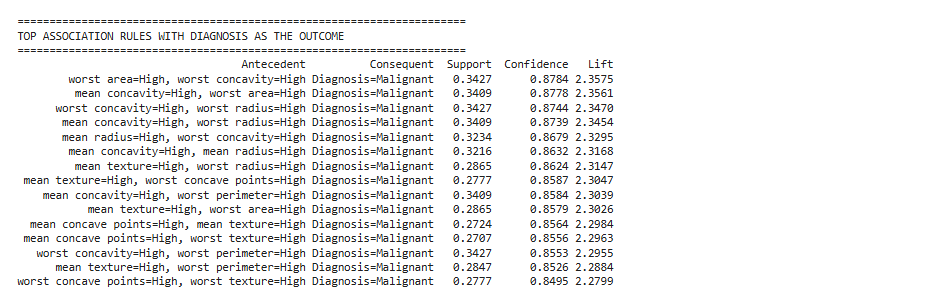 ======================================================================
TOP ASSOCIATION RULES WITH DIAGNOSIS AS THE OUTCOME
======================================================================
Antecedent Consequent Support Confidence Lift
worst area=High, worst concavity=High Diagnosis=Malignant 0.3427 0.8784 2.3575
mean concavity=High, worst area=High Diagnosis=Malignant 0.3409 0.8778 2.3561
worst concavity=High, worst radius=High Diagnosis=Malignant 0.3427 0.8744 2.3470
mean concavity=High, worst radius=High Diagnosis=Malignant 0.3409 0.8739 2.3454
mean radius=High, worst concavity=High Diagnosis=Malignant 0.3234 0.8679 2.3295
mean concavity=High, mean radius=High Diagnosis=Malignant 0.3216 0.8632 2.3168
mean texture=High, worst radius=High Diagnosis=Malignant 0.2865 0.8624 2.3147
mean texture=High, worst concave points=High Diagnosis=Malignant 0.2777 0.8587 2.3047
mean concavity=High, worst perimeter=High Diagnosis=Malignant 0.3409 0.8584 2.3039
mean texture=High, worst area=High Diagnosis=Malignant 0.2865 0.8579 2.3026
mean concave points=High, mean texture=High Diagnosis=Malignant 0.2724 0.8564 2.2984
mean concave points=High, worst texture=High Diagnosis=Malignant 0.2707 0.8556 2.2963
worst concavity=High, worst perimeter=High Diagnosis=Malignant 0.3427 0.8553 2.2955
mean texture=High, worst perimeter=High Diagnosis=Malignant 0.2847 0.8526 2.2884
worst concave points=High, worst texture=High Diagnosis=Malignant 0.2777 0.8495 2.2799